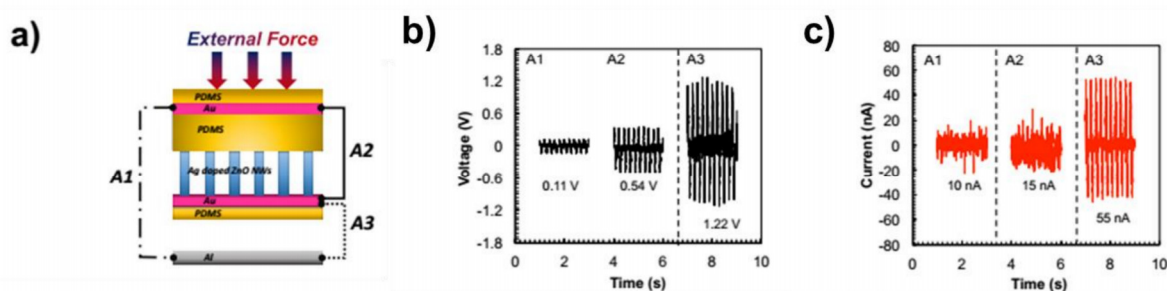 a)
External Force
PDMS
Au
PDMS
A1
A2
Ag doped ZnO NWs
Au
A3
PDMS
Al
b)
Voltage (V)
1.8
1.2
0.6
0
-0.6
-1.2
-1.8
A1
A2
A3
0.11 V
0.54 V
1.22 V
0 2 4 6 8 10
Time (s)
c)
Current (nA)
80
60
40
20
0
-20
-40
-60
-80
A1
A2
A3
10 nA
15 nA
55 nA
0 2 4 6 8 10
Time (s)